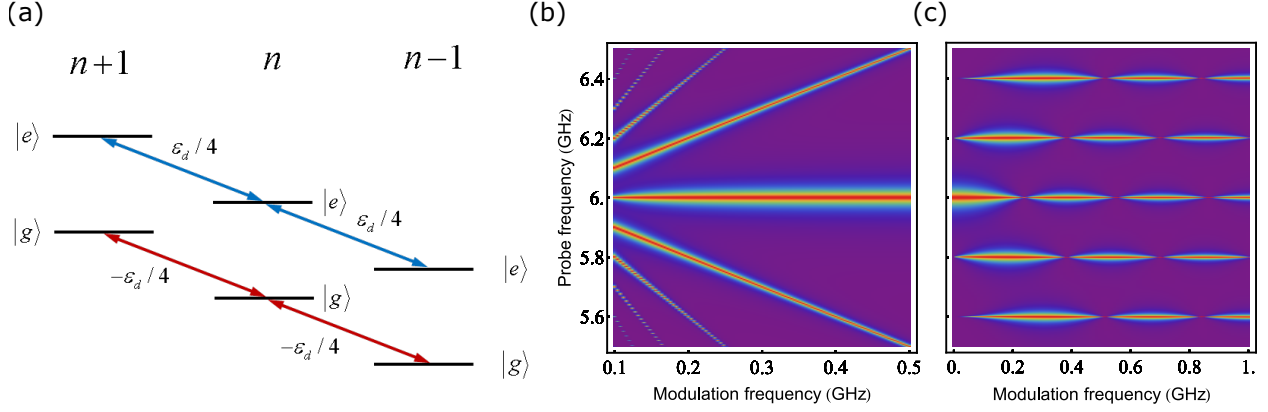 (a)
n+1
n
n−1
|e⟩
ε_d / 4
|e⟩
ε_d / 4
|g⟩
|e⟩
−ε_d / 4
|g⟩
−ε_d / 4
|g⟩
(b)
Probe frequency (GHz)
6.4
6.2
6.
5.8
5.6
0.1
0.2
0.3
0.4
0.5
Modulation frequency (GHz)
(c)
0.
0.2
0.4
0.6
0.8
1.
Modulation frequency (GHz)